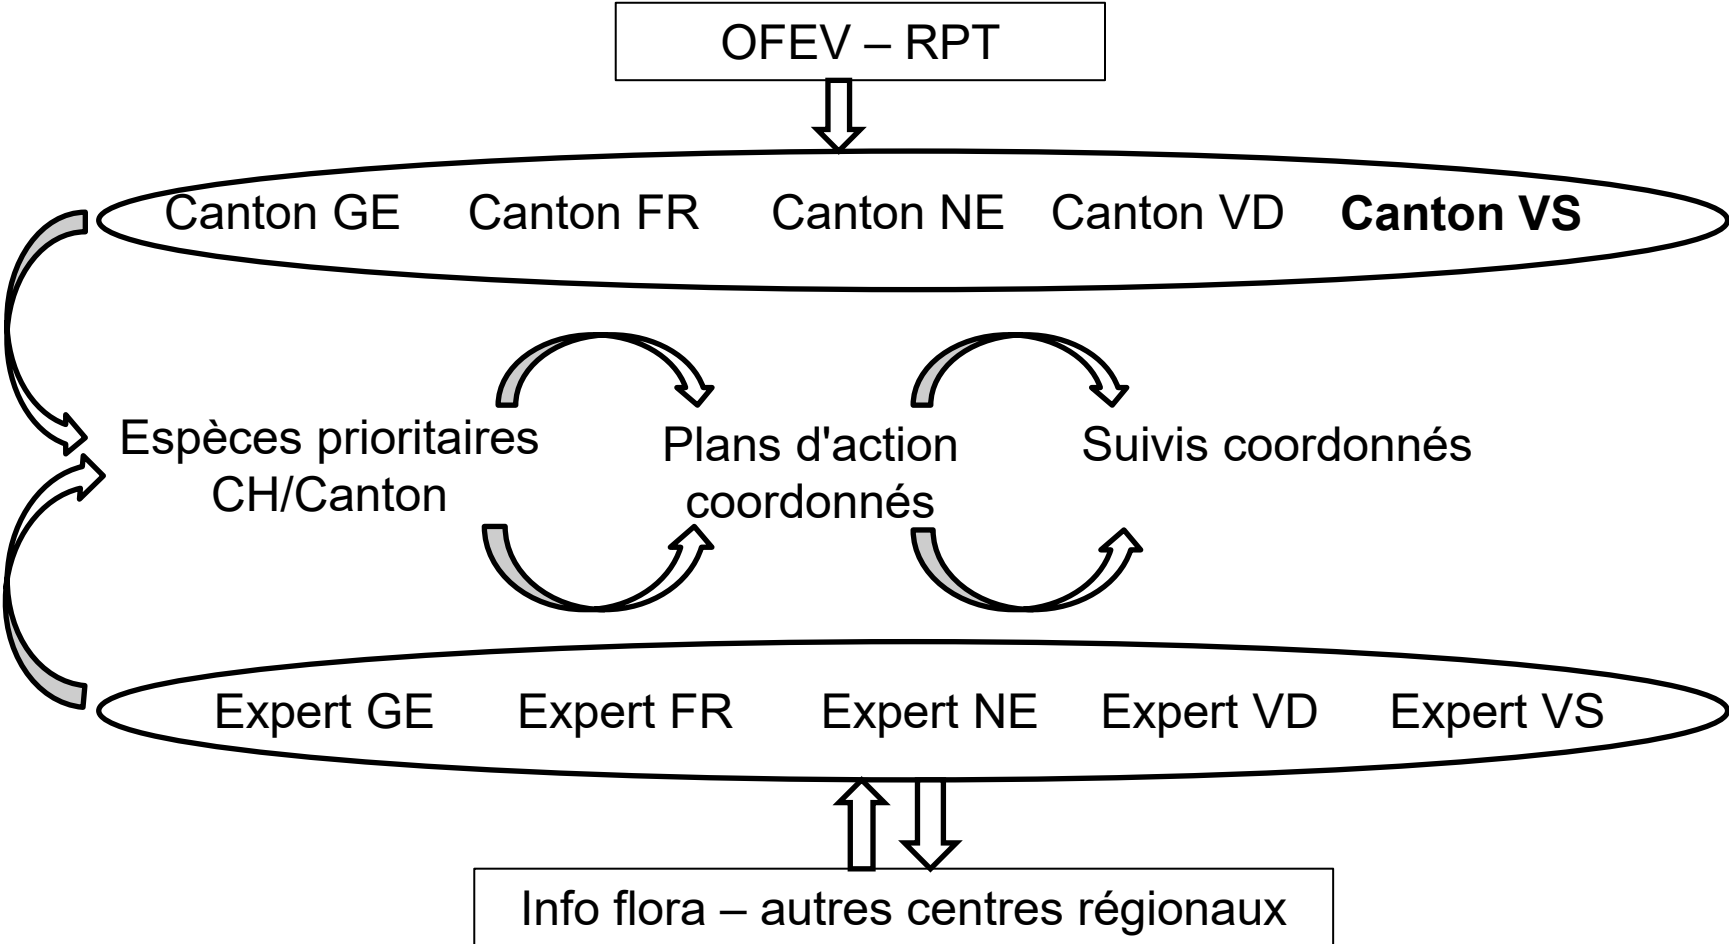 OFEV – RPT
Canton GE Canton FR Canton NE Canton VD Canton VS
Espèces prioritaires
CH/Canton
Plans d'action
coordonnés
Suivis coordonnés
Expert GE Expert FR Expert NE Expert VD Expert VS
Info flora – autres centres régionaux